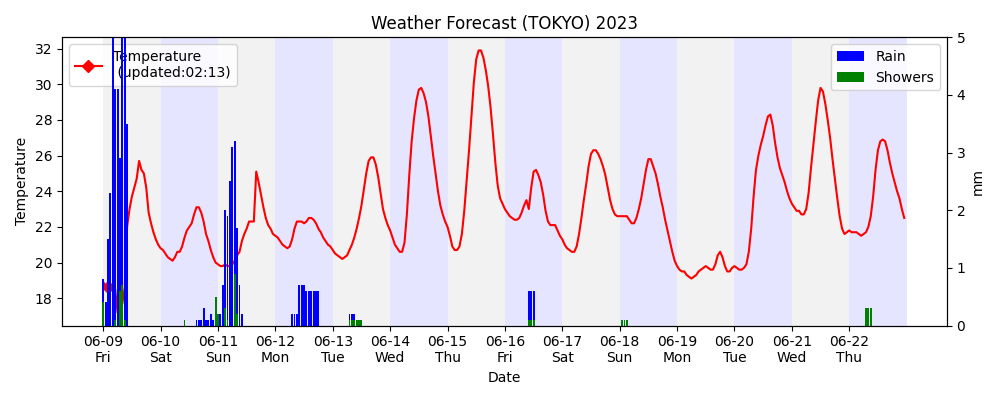 Weather Forecast (TOKYO) 2023
Temperature
(updated:02:13)
Rain
Showers
Temperature
32
30
28
26
24
22
20
18
5
4
3
2
1
0
mm
06-09 06-10 06-11 06-12 06-13 06-14 06-15 06-16 06-17 06-18 06-19 06-20 06-21 06-22
Fri Sat Sun Mon Tue Wed Thu Fri Sat Sun Mon Tue Wed Thu
Date